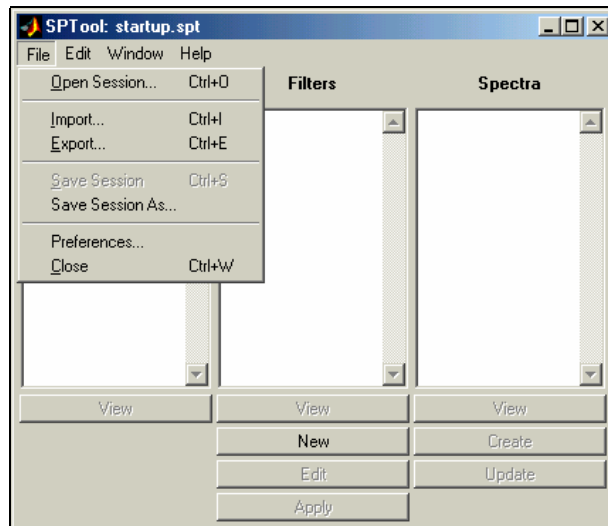 SPTool: startup.spt
File Edit Window Help
Open Session... Ctrl+O
Import... Ctrl+I
Export... Ctrl+E
Save Session Ctrl+S
Save Session As...
Preferences...
Close Ctrl+W
Filters Spectra
View View View
New Create
Edit Update
Apply